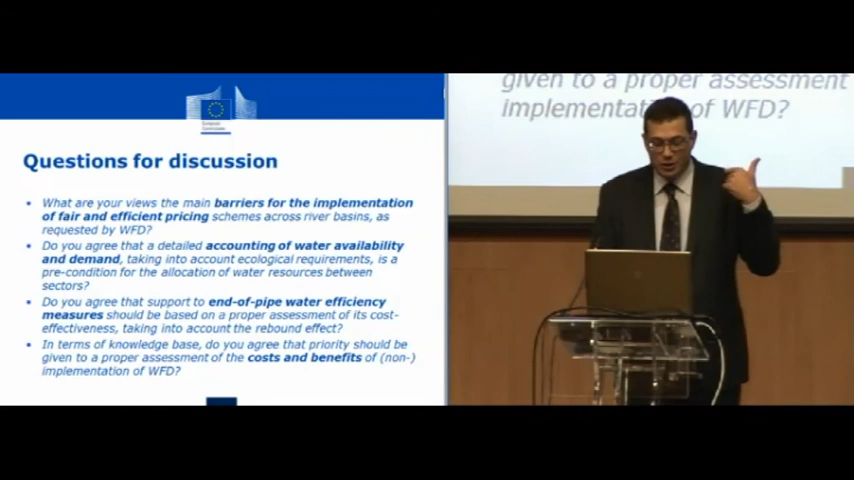 European
Commission
Questions for discussion
• What are your views the main barriers for the implementation
of fair and efficient pricing schemes across river basins, as
requested by WFD?
• Do you agree that a detailed accounting of water availability
and demand, taking into account ecological requirements, is a
pre-condition for the allocation of water resources between
sectors?
• Do you agree that support to end-of-pipe water efficiency
measures should be based on a proper assessment of its cost-
effectiveness, taking into account the rebound effect?
• In terms of knowledge base, do you agree that priority should be
given to a proper assessment of the costs and benefits of (non-)
implementation of WFD?
given to a proper assessment
of WFD?